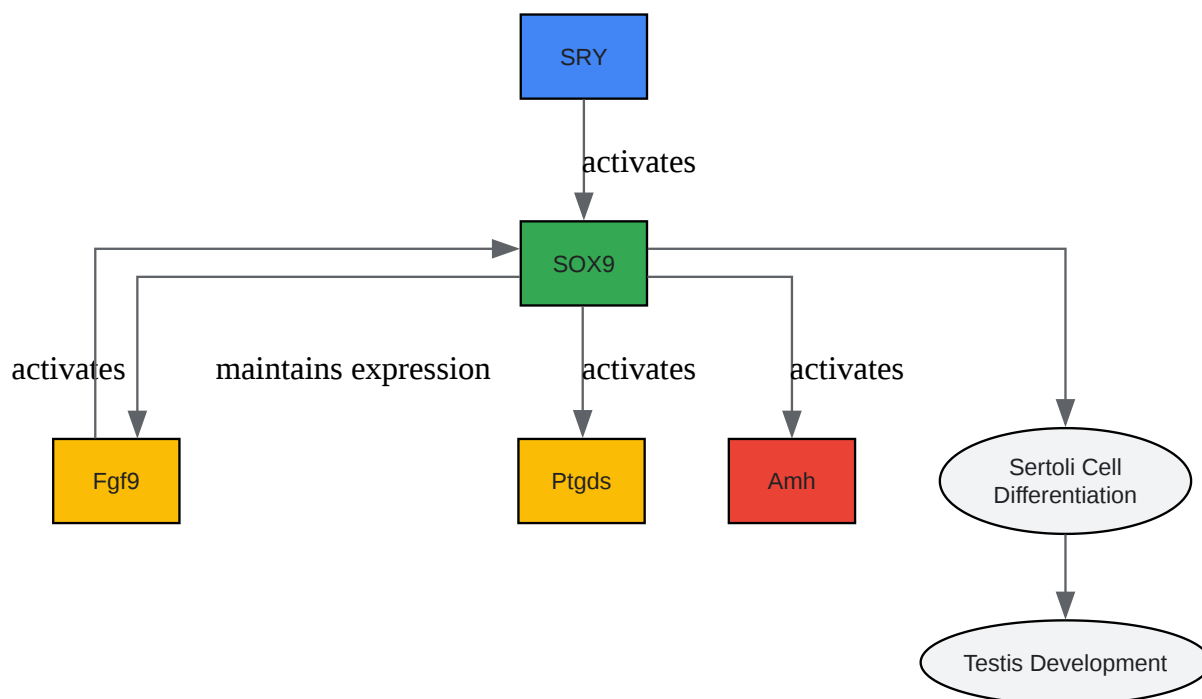 SRY
activates
SOX9
activates
maintains expression
activates
activates
Fgf9
Ptgds
Amh
Sertoli Cell
Differentiation
Testis Development